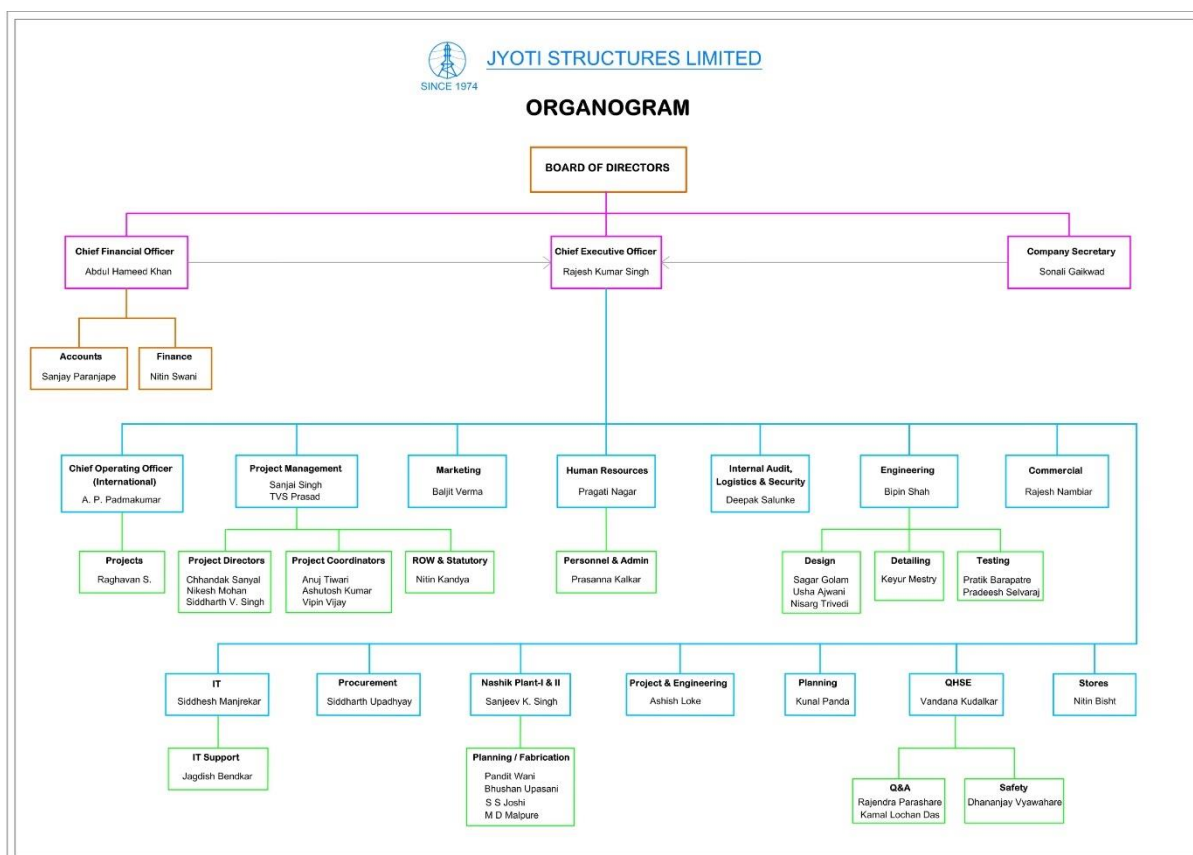 JYOTI STRUCTURES LIMITED
SINCE 1974
ORGANOGRAM
BOARD OF DIRECTORS
Chief Financial Officer
Abdul Hameed Khan
Chief Executive Officer
Rajesh Kumar Singh
Company Secretary
Sonali Gaikwad
Accounts
Sanjay Paranjape
Finance
Nitin Swani
Chief Operating Officer
(International)
A. P. Padmakumar
Project Management
Sanjai Singh
TVS Prasad
Marketing
Baljit Verma
Human Resources
Pragati Nagar
Internal Audit,
Logistics & Security
Deepak Salunke
Engineering
Bipin Shah
Commercial
Rajesh Nambiar
Projects
Raghavan S.
Project Directors
Chhandak Sanyal
Nikesh Mohan
Siddharth V. Singh
Project Coordinators
Anuj Tiwari
Ashutosh Kumar
Vipin Vijay
ROW & Statutory
Nitin Kandya
Personnel & Admin
Prasanna Kalkar
Design
Sagar Golam
Usha Ajwani
Nisarg Trivedi
Detailing
Keyur Mestry
Testing
Pratik Barapatre
Pradeesh Selvaraj
IT
Siddhesh Manjrekar
Procurement
Siddharth Upadhyay
Nashik Plant-I & II
Sanjeev K. Singh
Project & Engineering
Ashish Loke
Planning
Kunal Panda
QHSE
Vandana Kudalkar
Stores
Nitin Bisht
IT Support
Jagdish Bendkar
Planning / Fabrication
Pandit Wani
Bhushan Upasani
S S Joshi
M D Malpure
Q&A
Rajendra Parashare
Kamal Lochan Das
Safety
Dhananjay Vyawahare